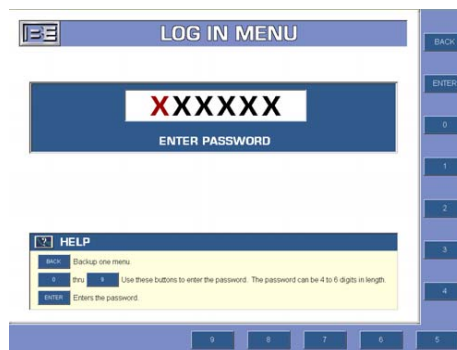 LOG IN MENU
BACK
ENTER
XXXXXX
ENTER PASSWORD
0
1
2
HELP
BACK Backup one menu.
0 thru 9 Use these buttons to enter the password. The password can be 4 to 6 digits in length.
ENTER Enters the password.
3
4
9 8 7 6 5